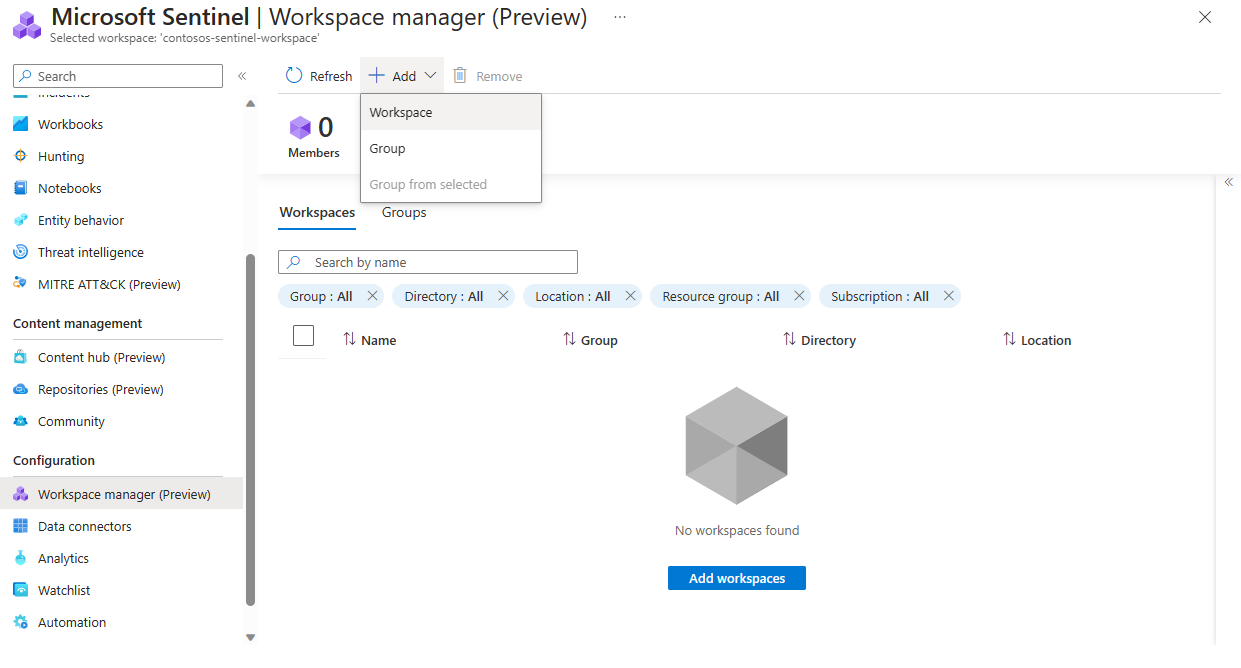 Microsoft Sentinel | Workspace manager (Preview) ...
Selected workspace: 'contosos-sentinel-workspace'
Search
Incidents
Workbooks
Hunting
Notebooks
Entity behavior
Threat intelligence
MITRE ATT&CK (Preview)
Content management
Content hub (Preview)
Repositories (Preview)
Community
Configuration
Workspace manager (Preview)
Data connectors
Analytics
Watchlist
Automation
Refresh
Add
Remove
Workspace
Group
Group from selected
0
Members
Workspaces
Groups
Search by name
Group : All
Directory : All
Location : All
Resource group : All
Subscription : All
Name
Group
Directory
Location
No workspaces found
Add workspaces